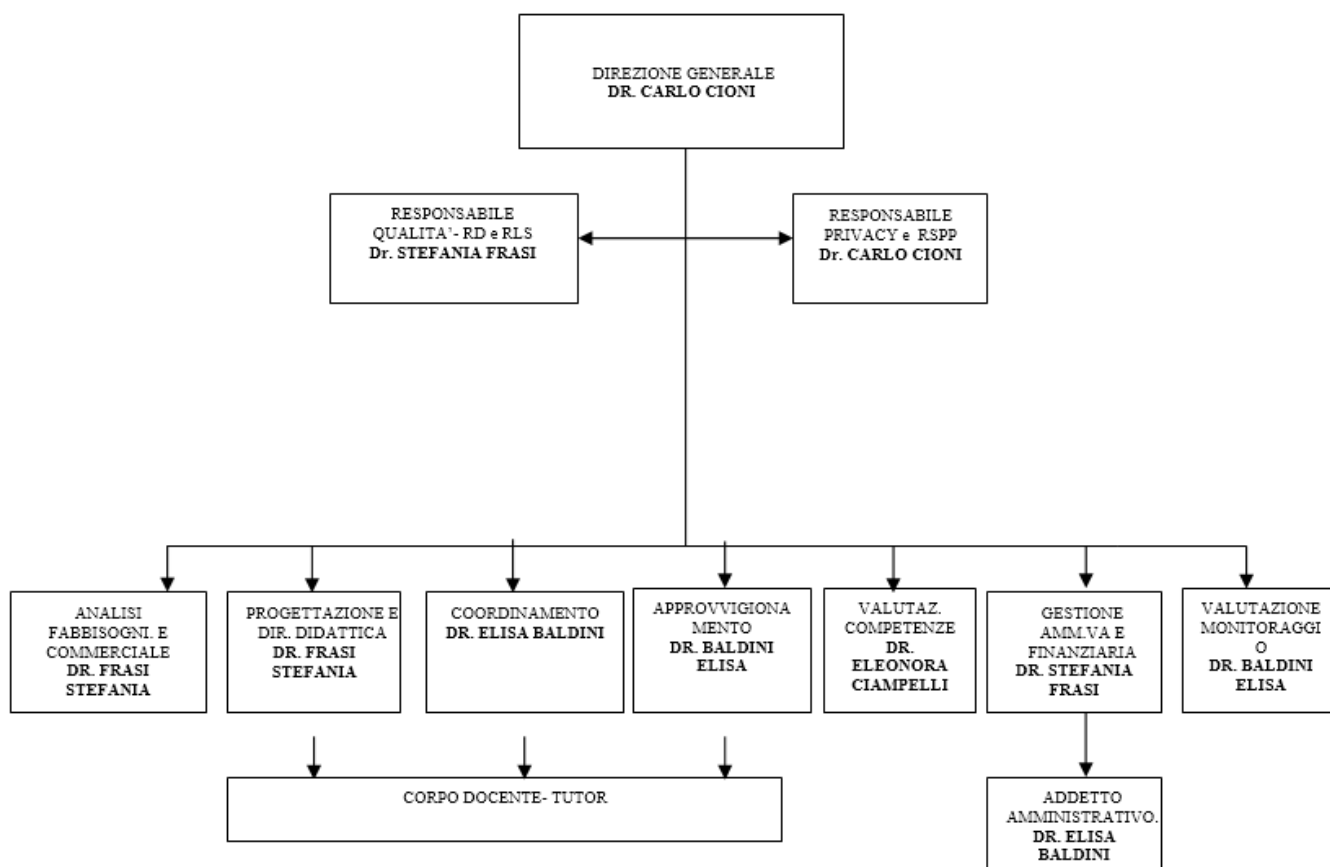 DIREZIONE GENERALE
DR. CARLO CIONI
RESPONSABILE
QUALITA’- RD e RLS
Dr. STEFANIA FRASI
RESPONSABILE
PRIVACY e RSPP
Dr. CARLO CIONI
ANALISI
FABBISOGNI. E
COMMERCIALE
DR. FRASI
STEFANIA
PROGETTAZIONE E
DIR. DIDATTICA
DR. FRASI
STEFANIA
COORDINAMENTO
DR. ELISA BALDINI
APPROVVIGIONA
MENTO
DR. BALDINI
ELISA
VALUTAZ.
COMPETENZE
DR.
ELEONORA
CIAMPELLI
GESTIONE
AMM.VA E
FINANZIARIA
DR. STEFANIA
FRASI
VALUTAZIONE
MONITORAGGI
O
DR. BALDINI
ELISA
CORPO DOCENTE- TUTOR
ADDETTO
AMMINISTRATIVO.
DR. ELISA
BALDINI